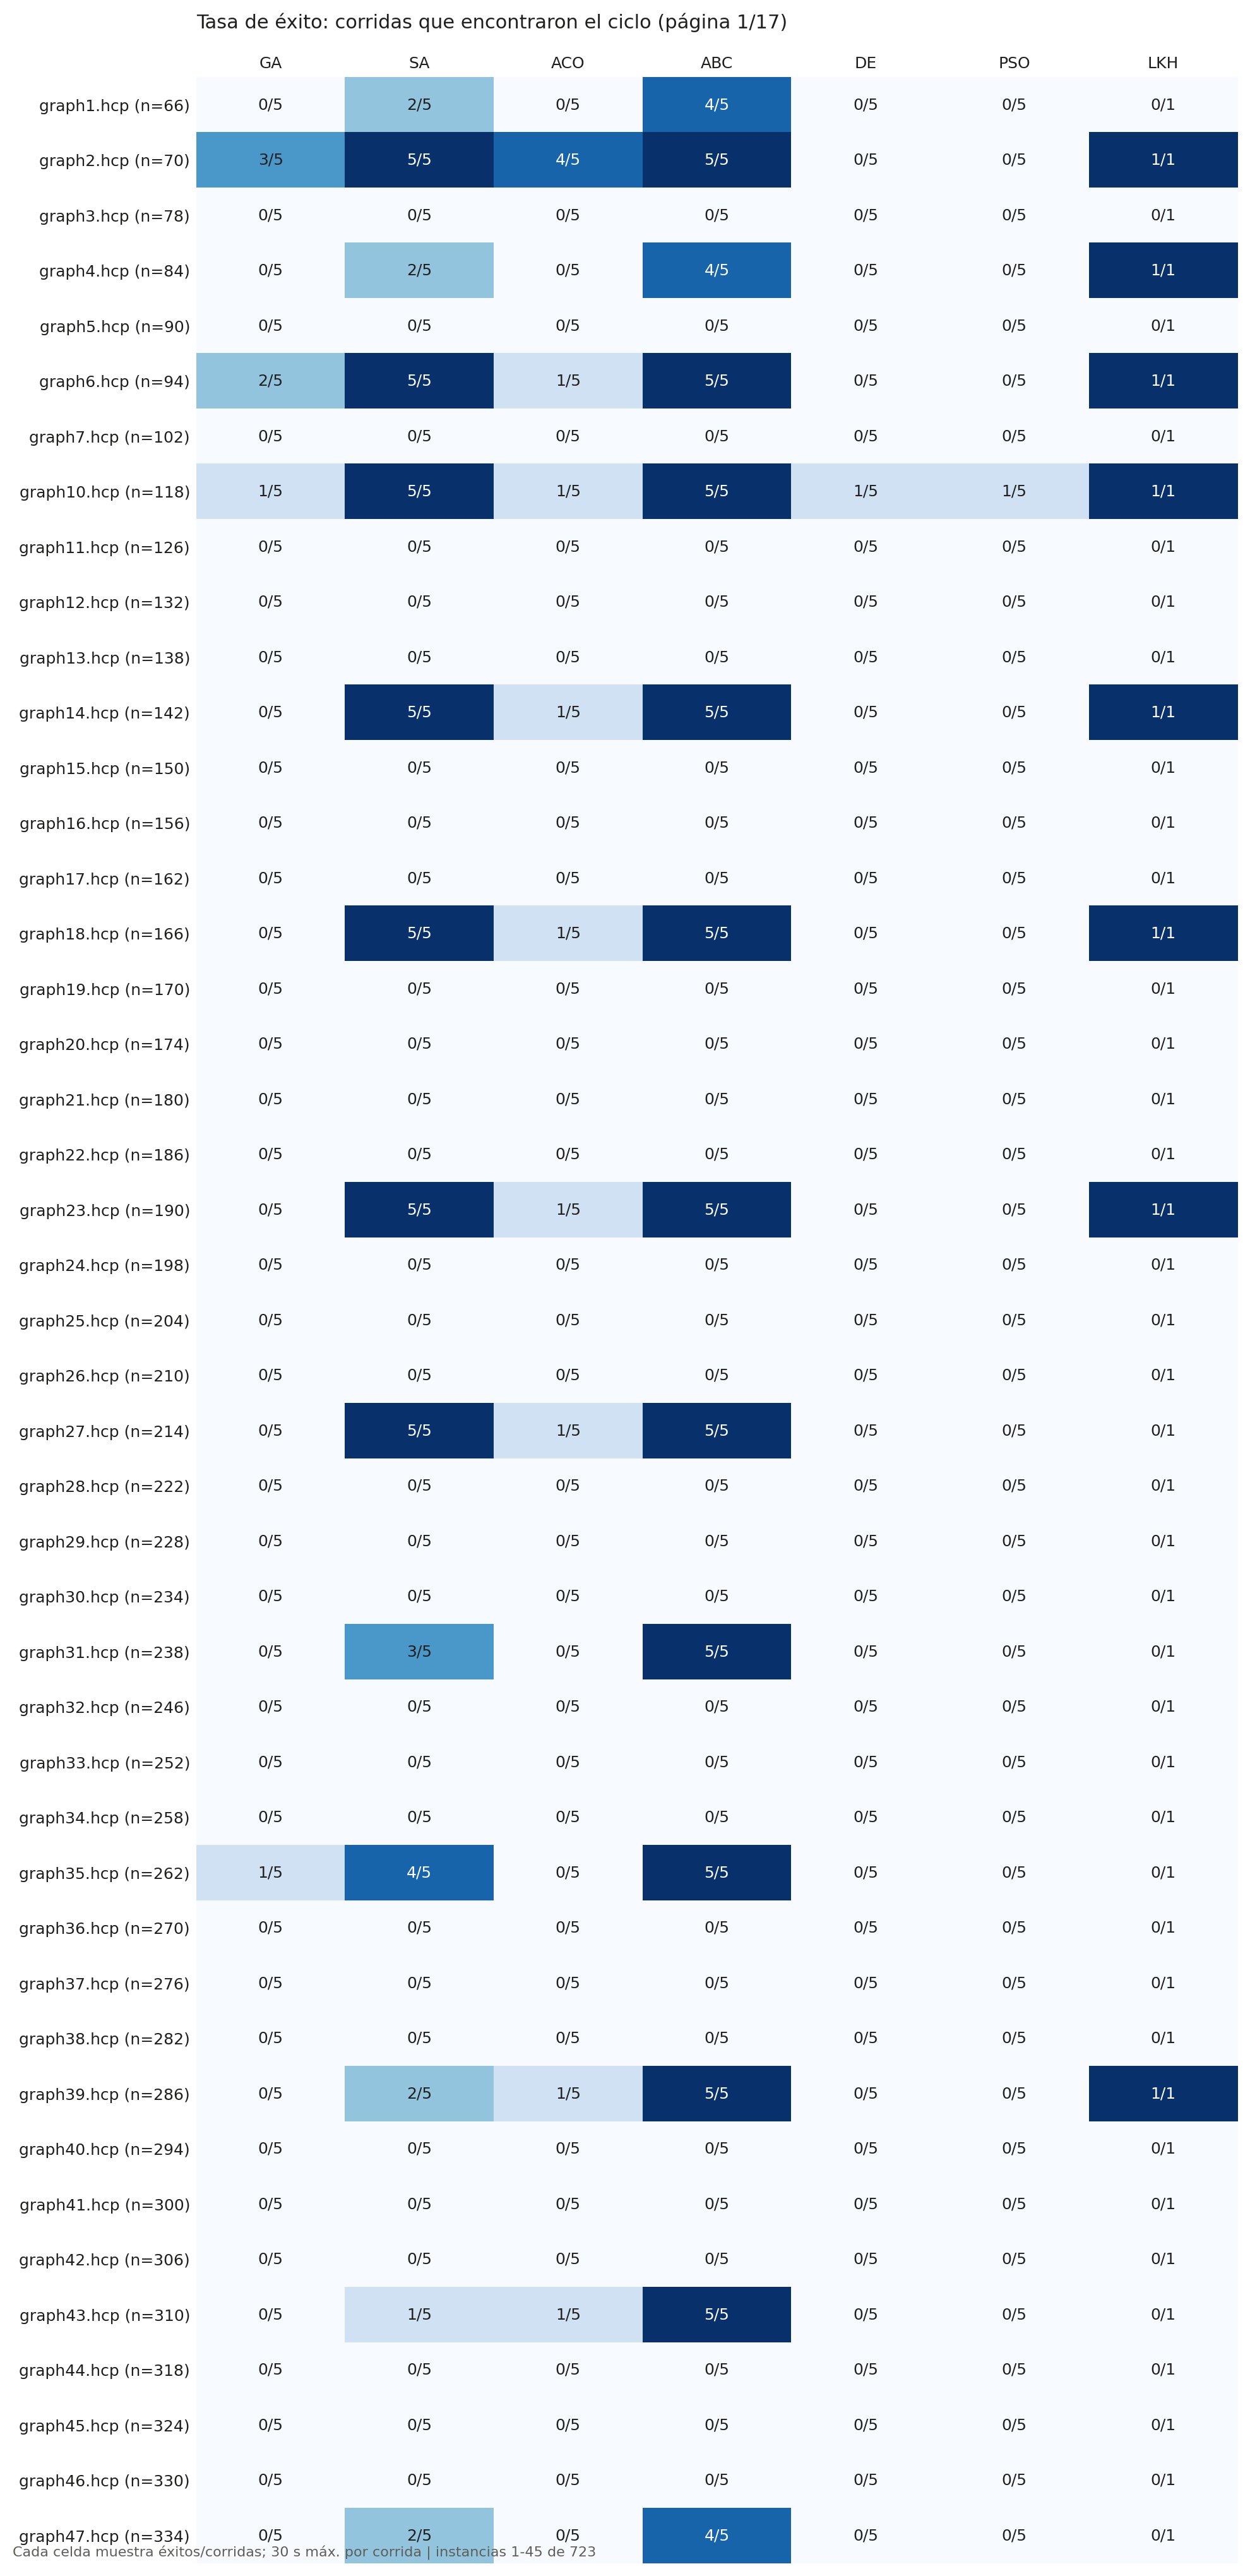 Tasa de éxito: corridas que encontraron el ciclo (página 1/17)
GA SA ACO ABC DE PSO LKH
graph1.hcp (n=66) 0/5 2/5 0/5 4/5 0/5 0/5 0/1
graph2.hcp (n=70) 3/5 5/5 4/5 5/5 0/5 0/5 1/1
graph3.hcp (n=78) 0/5 0/5 0/5 0/5 0/5 0/5 0/1
graph4.hcp (n=84) 0/5 2/5 0/5 4/5 0/5 0/5 1/1
graph5.hcp (n=90) 0/5 0/5 0/5 0/5 0/5 0/5 0/1
graph6.hcp (n=94) 2/5 5/5 1/5 5/5 0/5 0/5 1/1
graph7.hcp (n=102) 0/5 0/5 0/5 0/5 0/5 0/5 0/1
graph10.hcp (n=118) 1/5 5/5 1/5 5/5 1/5 1/5 1/1
graph11.hcp (n=126) 0/5 0/5 0/5 0/5 0/5 0/5 0/1
graph12.hcp (n=132) 0/5 0/5 0/5 0/5 0/5 0/5 0/1
graph13.hcp (n=138) 0/5 0/5 0/5 0/5 0/5 0/5 0/1
graph14.hcp (n=142) 0/5 5/5 1/5 5/5 0/5 0/5 1/1
graph15.hcp (n=150) 0/5 0/5 0/5 0/5 0/5 0/5 0/1
graph16.hcp (n=156) 0/5 0/5 0/5 0/5 0/5 0/5 0/1
graph17.hcp (n=162) 0/5 0/5 0/5 0/5 0/5 0/5 0/1
graph18.hcp (n=166) 0/5 5/5 1/5 5/5 0/5 0/5 1/1
graph19.hcp (n=170) 0/5 0/5 0/5 0/5 0/5 0/5 0/1
graph20.hcp (n=174) 0/5 0/5 0/5 0/5 0/5 0/5 0/1
graph21.hcp (n=180) 0/5 0/5 0/5 0/5 0/5 0/5 0/1
graph22.hcp (n=186) 0/5 0/5 0/5 0/5 0/5 0/5 0/1
graph23.hcp (n=190) 0/5 5/5 1/5 5/5 0/5 0/5 1/1
graph24.hcp (n=198) 0/5 0/5 0/5 0/5 0/5 0/5 0/1
graph25.hcp (n=204) 0/5 0/5 0/5 0/5 0/5 0/5 0/1
graph26.hcp (n=210) 0/5 0/5 0/5 0/5 0/5 0/5 0/1
graph27.hcp (n=214) 0/5 5/5 1/5 5/5 0/5 0/5 0/1
graph28.hcp (n=222) 0/5 0/5 0/5 0/5 0/5 0/5 0/1
graph29.hcp (n=228) 0/5 0/5 0/5 0/5 0/5 0/5 0/1
graph30.hcp (n=234) 0/5 0/5 0/5 0/5 0/5 0/5 0/1
graph31.hcp (n=238) 0/5 3/5 0/5 5/5 0/5 0/5 0/1
graph32.hcp (n=246) 0/5 0/5 0/5 0/5 0/5 0/5 0/1
graph33.hcp (n=252) 0/5 0/5 0/5 0/5 0/5 0/5 0/1
graph34.hcp (n=258) 0/5 0/5 0/5 0/5 0/5 0/5 0/1
graph35.hcp (n=262) 1/5 4/5 0/5 5/5 0/5 0/5 0/1
graph36.hcp (n=270) 0/5 0/5 0/5 0/5 0/5 0/5 0/1
graph37.hcp (n=276) 0/5 0/5 0/5 0/5 0/5 0/5 0/1
graph38.hcp (n=282) 0/5 0/5 0/5 0/5 0/5 0/5 0/1
graph39.hcp (n=286) 0/5 2/5 1/5 5/5 0/5 0/5 1/1
graph40.hcp (n=294) 0/5 0/5 0/5 0/5 0/5 0/5 0/1
graph41.hcp (n=300) 0/5 0/5 0/5 0/5 0/5 0/5 0/1
graph42.hcp (n=306) 0/5 0/5 0/5 0/5 0/5 0/5 0/1
graph43.hcp (n=310) 0/5 1/5 1/5 5/5 0/5 0/5 0/1
graph44.hcp (n=318) 0/5 0/5 0/5 0/5 0/5 0/5 0/1
graph45.hcp (n=324) 0/5 0/5 0/5 0/5 0/5 0/5 0/1
graph46.hcp (n=330) 0/5 0/5 0/5 0/5 0/5 0/5 0/1
graph47.hcp (n=334) 0/5 2/5 0/5 4/5 0/5 0/5 0/1
Cada celda muestra éxitos/corridas; 30 s máx. por corrida | instancias 1-45 de 723